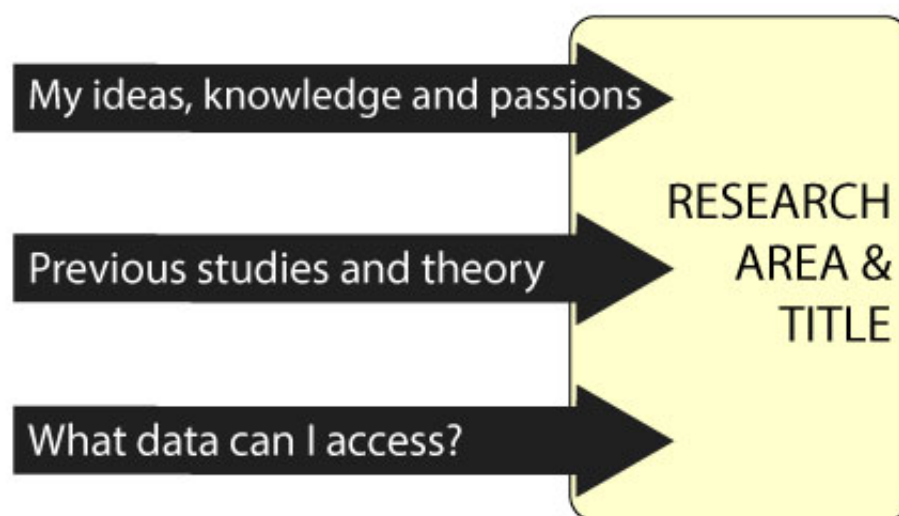 My ideas, knowledge and passions
Previous studies and theory
What data can I access?
RESEARCH
AREA &
TITLE